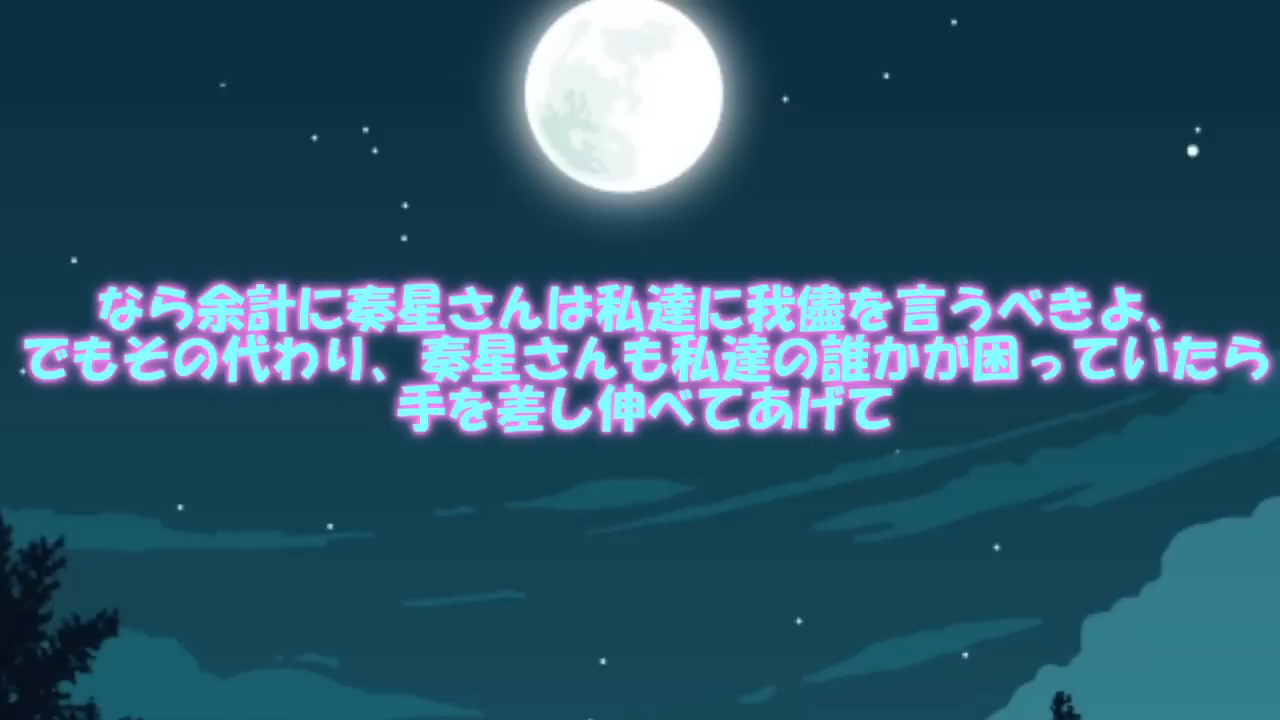 なら余計に奏星さんは私達に我儘を言うべきよ、
でもその代わり、奏星さんも私達の誰かが困っていたら
手を差し伸べてあげて